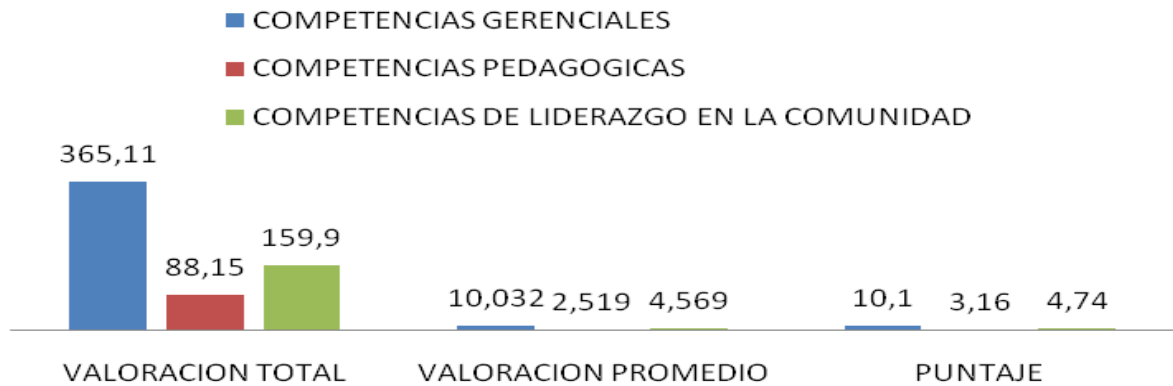 COMPETENCIAS GERENCIALES
COMPETENCIAS PEDAGOGICAS
COMPETENCIAS DE LIDERAZGO EN LA COMUNIDAD
365,11
88,15
159,9
10,032 2,519 4,569
10,1 3,16 4,74
VALORACION TOTAL VALORACION PROMEDIO PUNTAJE